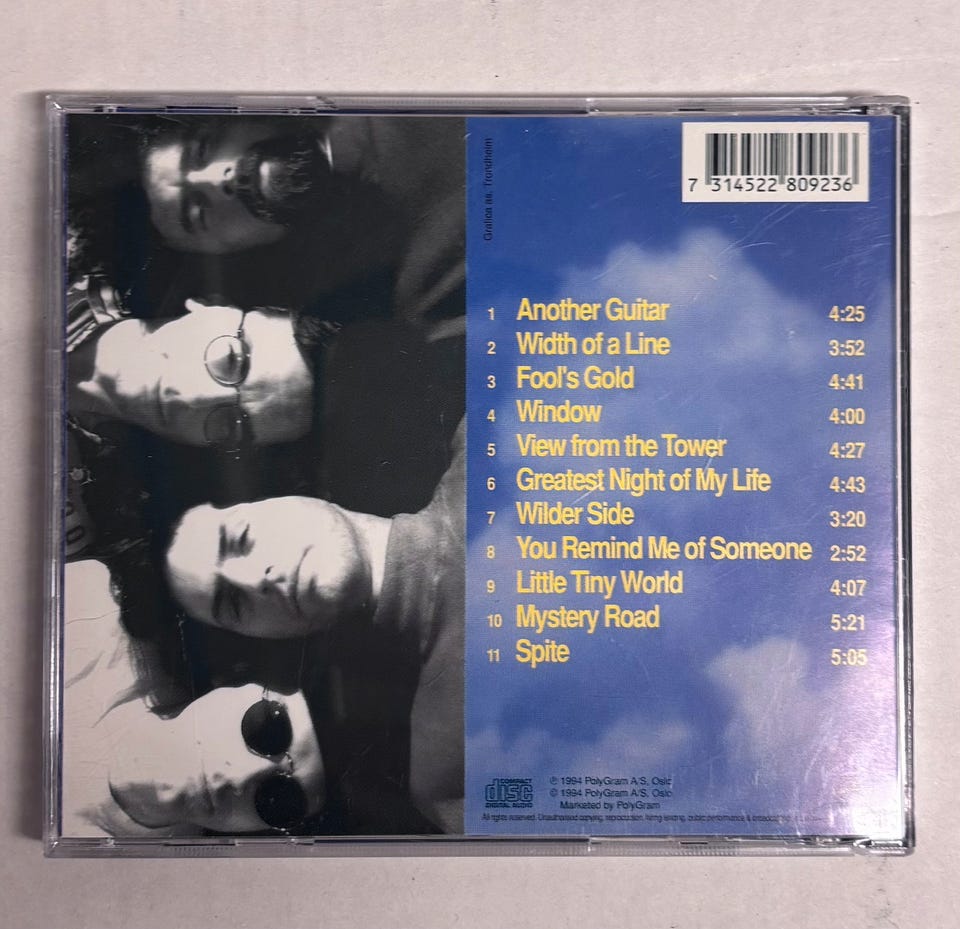 Grafica as, Trondheim
7 314522 809236
1 Another Guitar 4:25
2 Width of a Line 3:52
3 Fool's Gold 4:41
4 Window 4:00
5 View from the Tower 4:27
6 Greatest Night of My Life 4:43
7 Wilder Side 3:20
8 You Remind Me of Someone 2:52
9 Little Tiny World 4:07
10 Mystery Road 5:21
11 Spite 5:05
COMPACT
disc
DIGITAL AUDIO
℗ 1994 PolyGram A/S, Oslo
© 1994 PolyGram A/S, Oslo
Marketed by PolyGram
All rights reserved. Unauthorised copying, reproduction, hiring, lending, public performance &